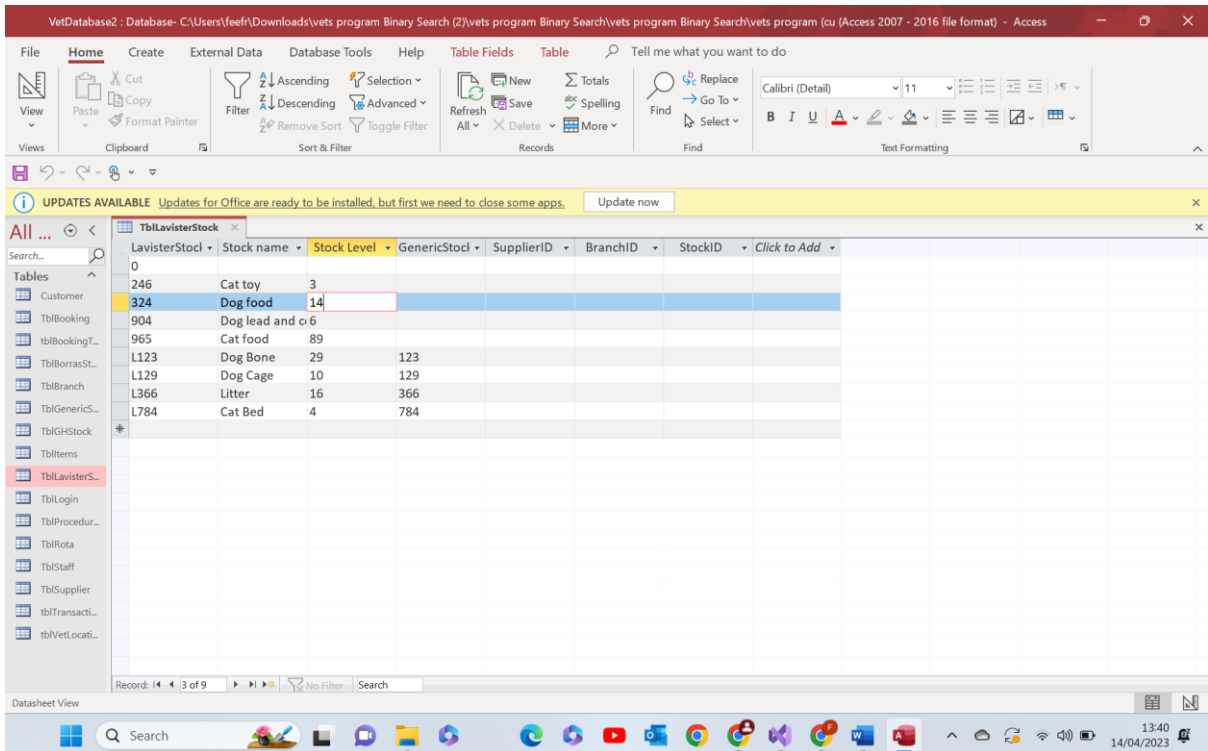 VetDatabase2 : Database- C:\Users\feefr\Downloads\vets program Binary Search (2)\vets program Binary Search\vets program Binary Search\vets program (cu (Access 2007 - 2016 file format) - Access
File Home Create External Data Database Tools Help Table Fields Table Tell me what you want to do
View
Views
Paste
Cut
Copy
Format Painter
Clipboard
Filter
Ascending
Descending
Remove Sort
Selection
Advanced
Toggle Filter
Sort & Filter
Refresh
All
New
Save
Delete
Totals
Spelling
More
Records
Find
Replace
Go To
Select
Find
Calibri (Detail) 11
B I U A
Text Formatting
UPDATES AVAILABLE Updates for Office are ready to be installed, but first we need to close some apps. Update now
All ...
Search...
Tables
Customer
TblBooking
tblBookingT...
TblBorrasSt...
TblBranch
TblGenericS...
TblGHStock
TblItems
TblLavisterS...
TblLogin
TblProcedur...
TblRota
TblStaff
TblSupplier
tblTransacti...
tblVetLocati...
TblLavisterStock
LavisterStocl Stock name Stock Level GenericStocl SupplierID BranchID StockID Click to Add
0
246 Cat toy 3
324 Dog food 14
904 Dog lead and c 6
965 Cat food 89
L123 Dog Bone 29 123
L129 Dog Cage 10 129
L366 Litter 16 366
L784 Cat Bed 4 784
Record: 3 of 9 No Filter Search
Datasheet View
Search
13:40
14/04/2023